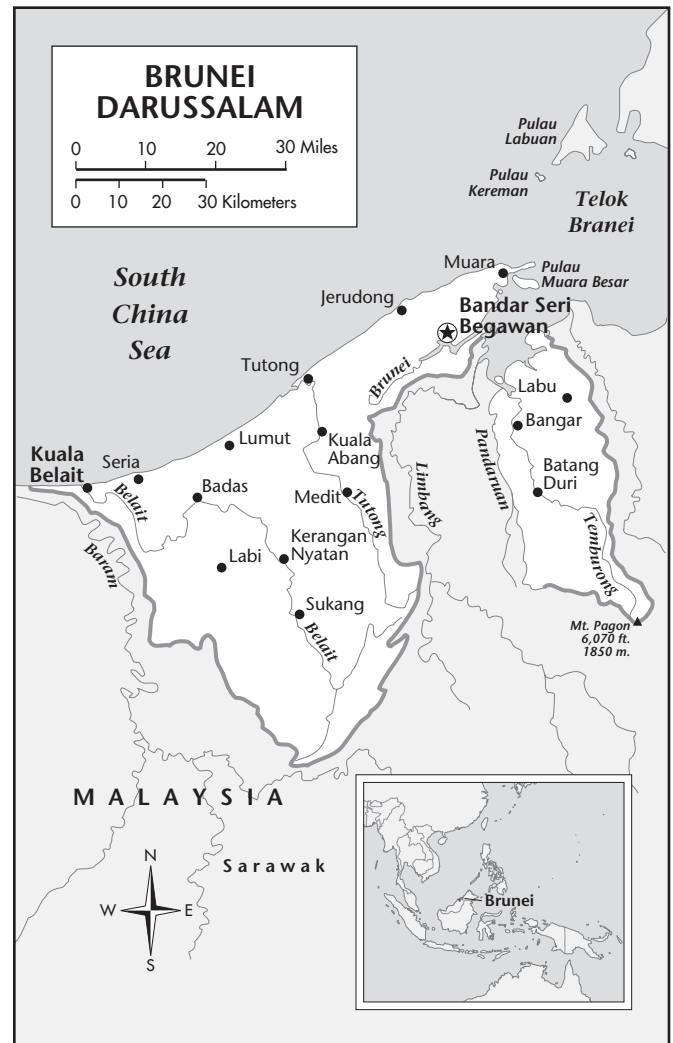 BRUNEI
DARUSSALAM
0 10 20 30 Miles
0 10 20 30 Kilometers
Pulau
Labuan
Pulau
Kereman
Telok
Branei
South
China
Sea
Muara
Pulau
Muara Besar
Jerudong
Bandar Seri
Begawan
Tutong
Brunei
Labu
Bangar
Lumut
Kuala
Abang
Kuala
Belait
Seria
Belait
Badas
Medit
Tutong
Limbang
Pandaruan
Batang
Duri
Temburong
Baram
Labi
Kerangan
Nyatan
Sukang
Belait
Mt. Pagon
6,070 ft.
1850 m.
MALAYSIA
Sarawak
N
W E
S
Brunei